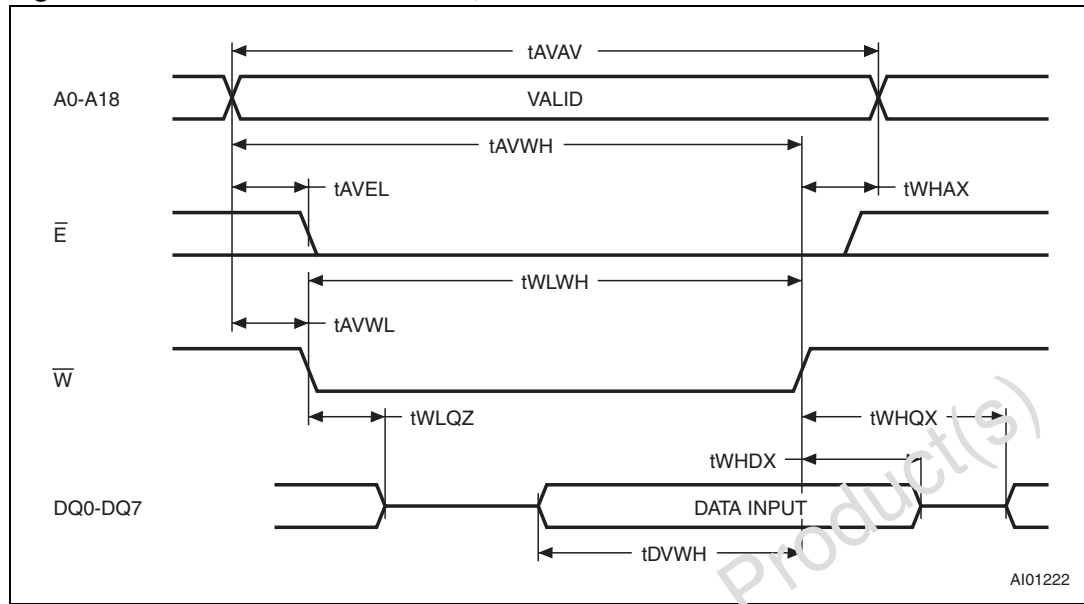 tAVAV
A0-A18
VALID
tAVWH
tAVEL
tWHAX
E
tWLWH
tAVWL
W
tWLQZ
tWHQX
tWHDX
DQ0-DQ7
DATA INPUT
tDVWH
Product(s)
AI01222